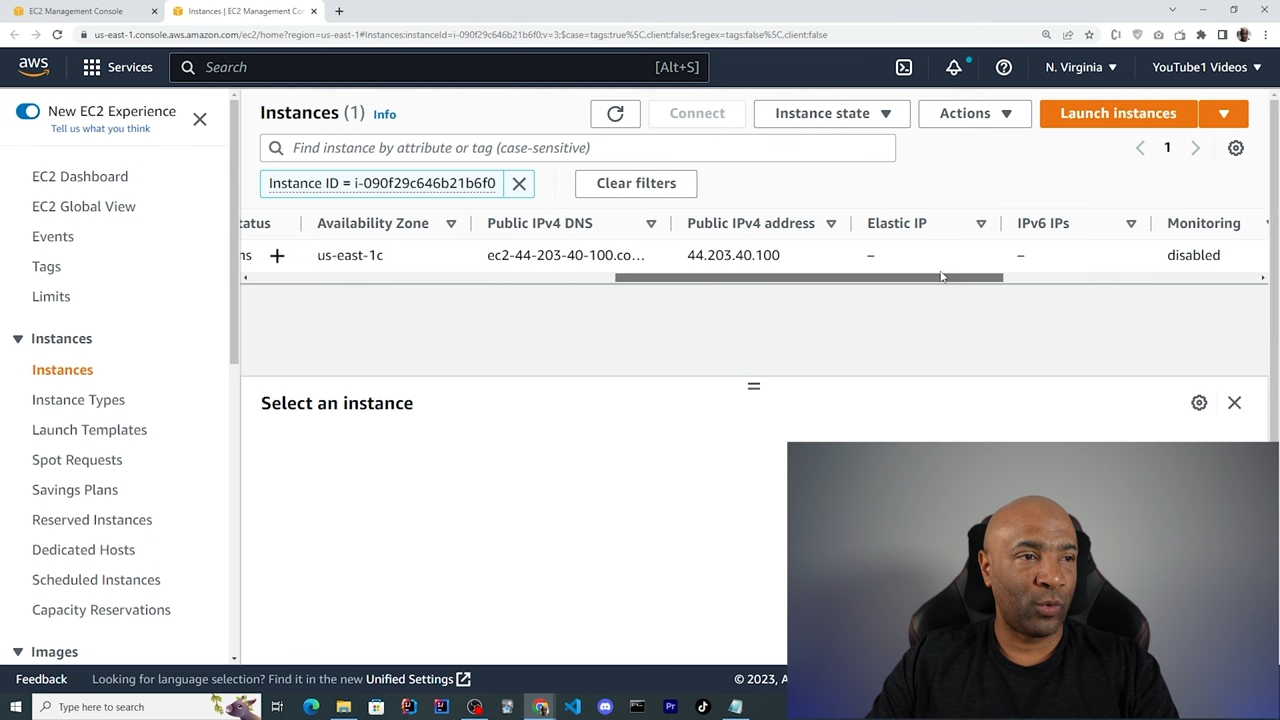 EC2 Management Console
Instances | EC2 Management Co
us-east-1.console.aws.amazon.com/ec2/home?region=us-east-1#Instances:instanceId=i-090f29c646b21b6f0;v=3;$case=tags:true%5C,client:false;$regex=tags:false%5C,client:false
aws
Services
Search
[Alt+S]
N. Virginia
YouTube1 Videos
New EC2 Experience
Tell us what you think
EC2 Dashboard
EC2 Global View
Events
Tags
Limits
Instances
Instances
Instance Types
Launch Templates
Spot Requests
Savings Plans
Reserved Instances
Dedicated Hosts
Scheduled Instances
Capacity Reservations
Images
Instances (1) Info
Connect
Instance state
Actions
Launch instances
Find instance by attribute or tag (case-sensitive)
1
Instance ID = i-090f29c646b21b6f0
Clear filters
tatus Availability Zone Public IPv4 DNS Public IPv4 address Elastic IP IPv6 IPs Monitoring
ns us-east-1c ec2-44-203-40-100.co... 44.203.40.100 – – disabled
Select an instance
Feedback
Looking for language selection? Find it in the new Unified Settings
© 2023, A
Type here to search